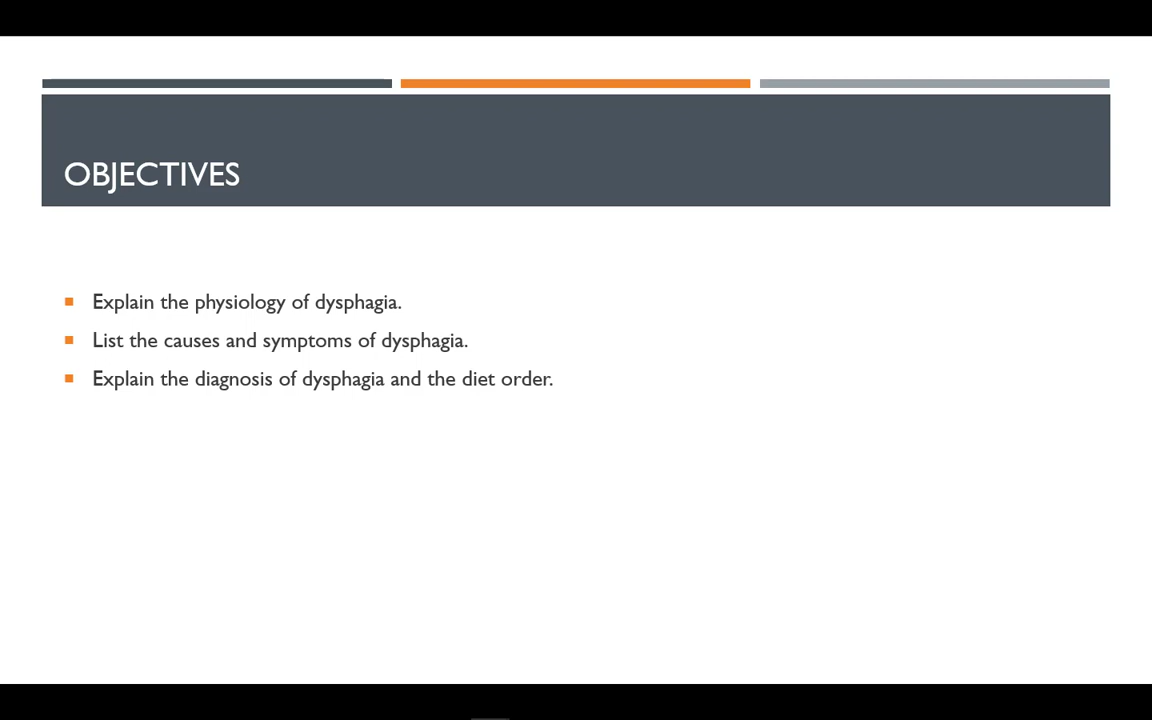 OBJECTIVES
Explain the physiology of dysphagia.
List the causes and symptoms of dysphagia.
Explain the diagnosis of dysphagia and the diet order.